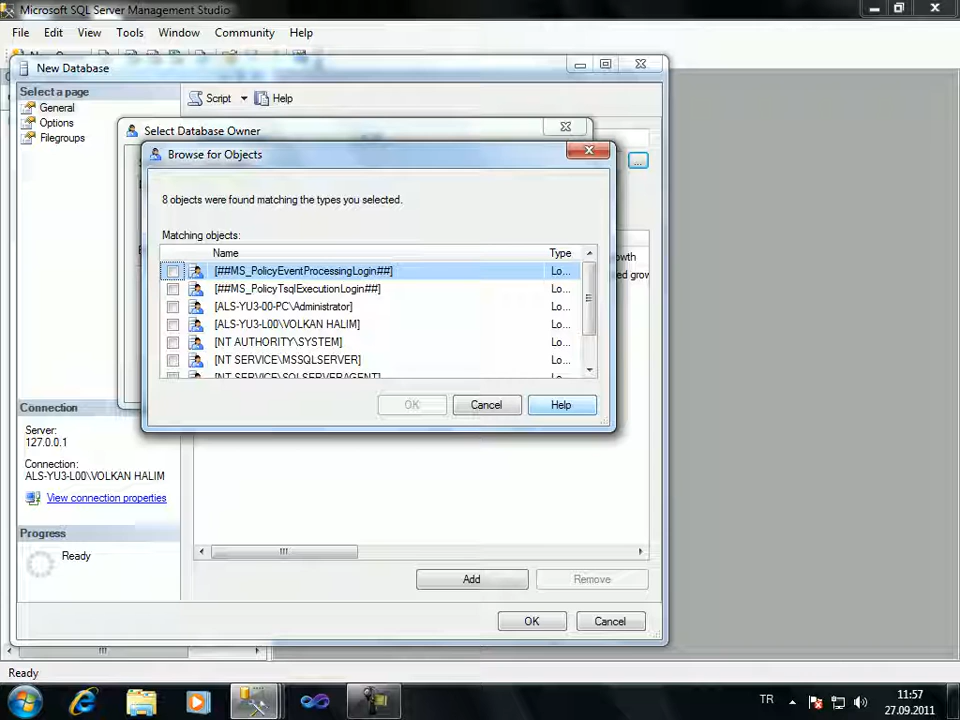 Microsoft SQL Server Management Studio
File Edit View Tools Window Community Help
New Database
Select a page
General
Options
Filegroups
Script Help
Select Database Owner
Browse for Objects
...
8 objects were found matching the types you selected.
Matching objects:
Name Type
[##MS_PolicyEventProcessingLogin##] Lo...
[##MS_PolicyTsqlExecutionLogin##] Lo...
[ALS-YU3-00-PC\Administrator] Lo...
[ALS-YU3-L00\VOLKAN HALIM] Lo...
[NT AUTHORITY\SYSTEM] Lo...
[NT SERVICE\MSSQLSERVER] Lo...
[NT SERVICE\SQLSERVERAGENT] Lo...
OK Cancel Help
Connection
Server:
127.0.0.1
Connection:
ALS-YU3-L00\VOLKAN HALIM
View connection properties
Progress
Ready
Add Remove
OK Cancel
Ready
TR
11:57
27.09.2011